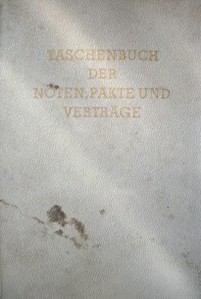 TASCHENBUCH
DER
NOTEN, PAKTE UND
VERTRÄGE